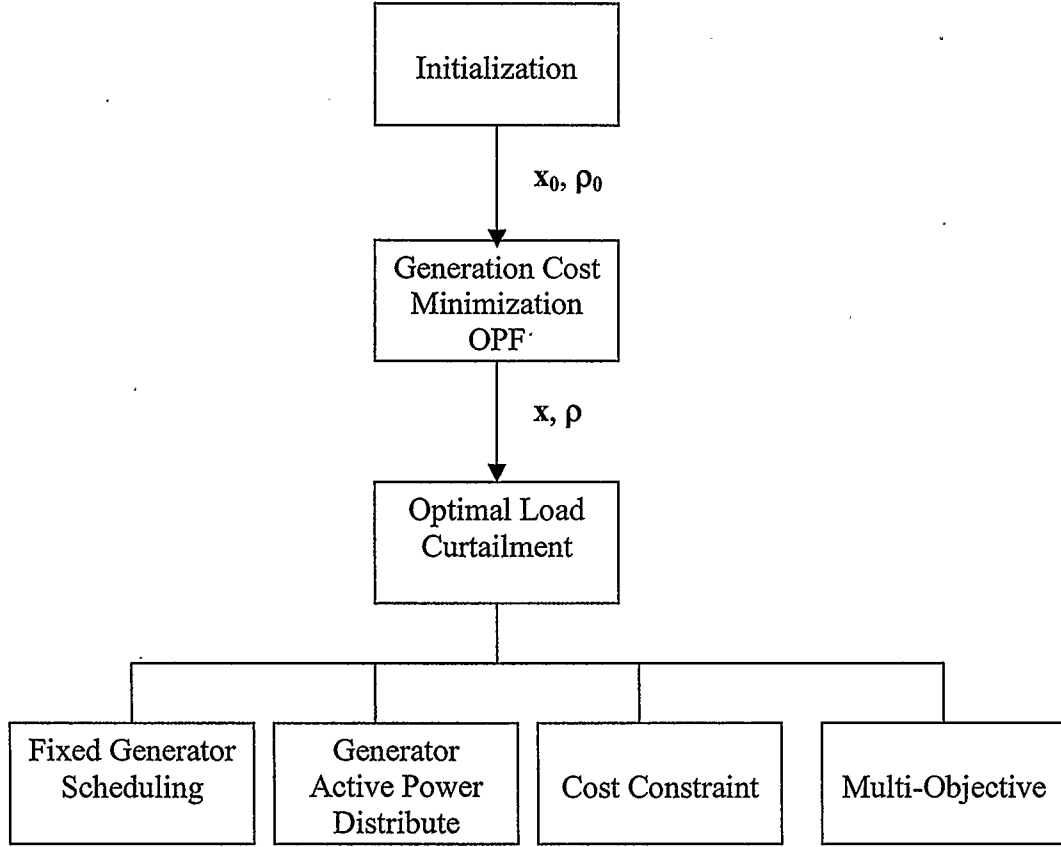 Initialization
x₀, ρ₀
Generation Cost
Minimization
OPF
x, ρ
Optimal Load
Curtailment
Fixed Generator
Scheduling
Generator
Active Power
Distribute
Cost Constraint
Multi-Objective